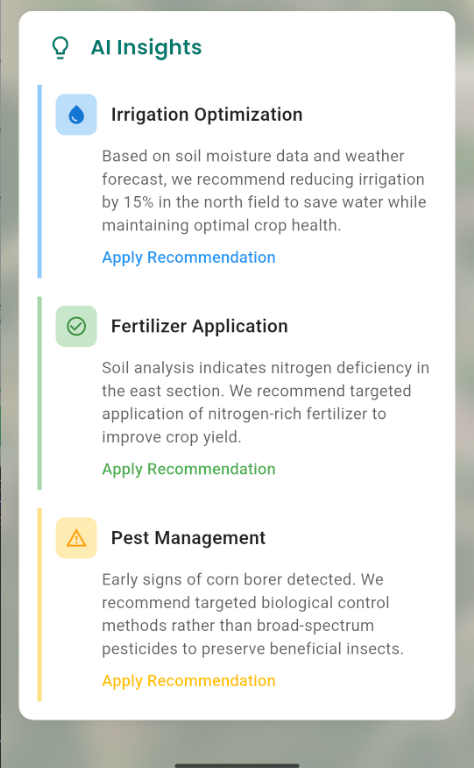 AI Insights
Irrigation Optimization
Based on soil moisture data and weather
forecast, we recommend reducing irrigation
by 15% in the north field to save water while
maintaining optimal crop health.
Apply Recommendation
Fertilizer Application
Soil analysis indicates nitrogen deficiency in
the east section. We recommend targeted
application of nitrogen-rich fertilizer to
improve crop yield.
Apply Recommendation
Pest Management
Early signs of corn borer detected. We
recommend targeted biological control
methods rather than broad-spectrum
pesticides to preserve beneficial insects.
Apply Recommendation